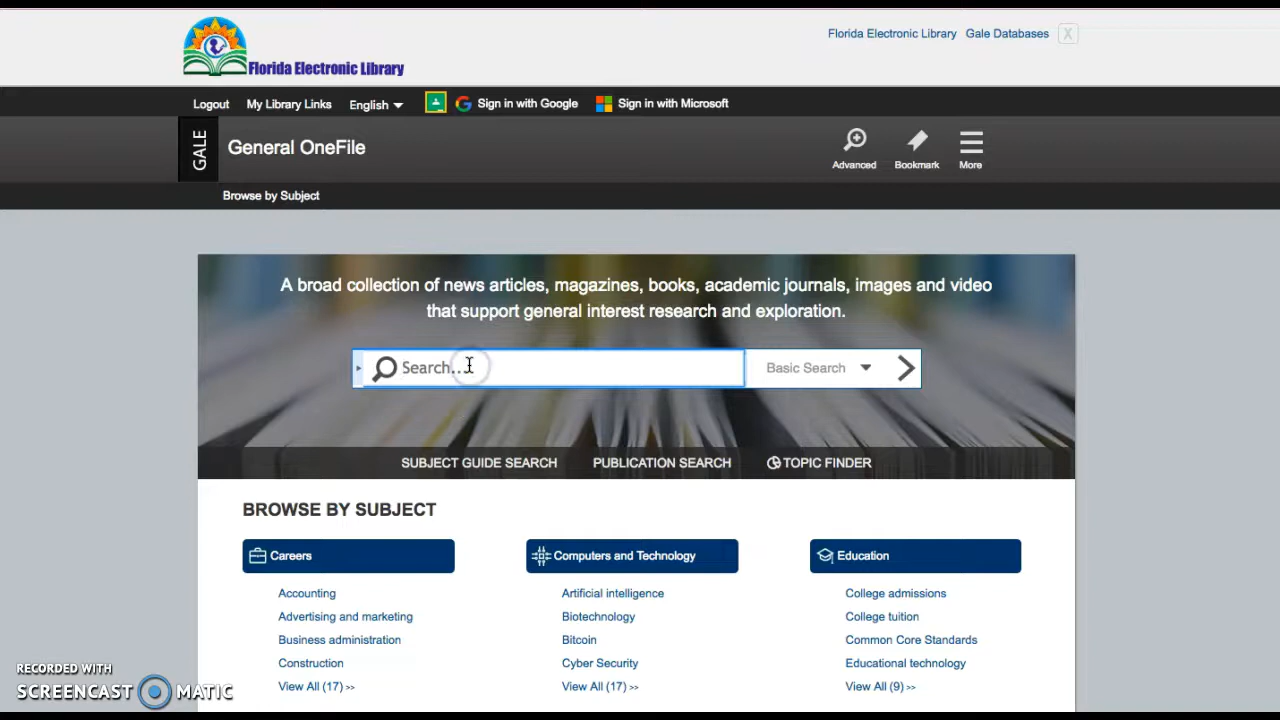 Florida Electronic Library
Florida Electronic Library Gale Databases X
Logout My Library Links English Sign in with Google Sign in with Microsoft
GALE
General OneFile
Advanced Bookmark More
Browse by Subject
A broad collection of news articles, magazines, books, academic journals, images and video
that support general interest research and exploration.
Search... Basic Search
SUBJECT GUIDE SEARCH PUBLICATION SEARCH TOPIC FINDER
BROWSE BY SUBJECT
Careers Computers and Technology Education
Accounting Artificial intelligence College admissions
Advertising and marketing Biotechnology College tuition
Business administration Bitcoin Common Core Standards
Construction Cyber Security Educational technology
View All (17) >> View All (17) >> View All (9) >>
RECORDED WITH
SCREENCAST MATIC